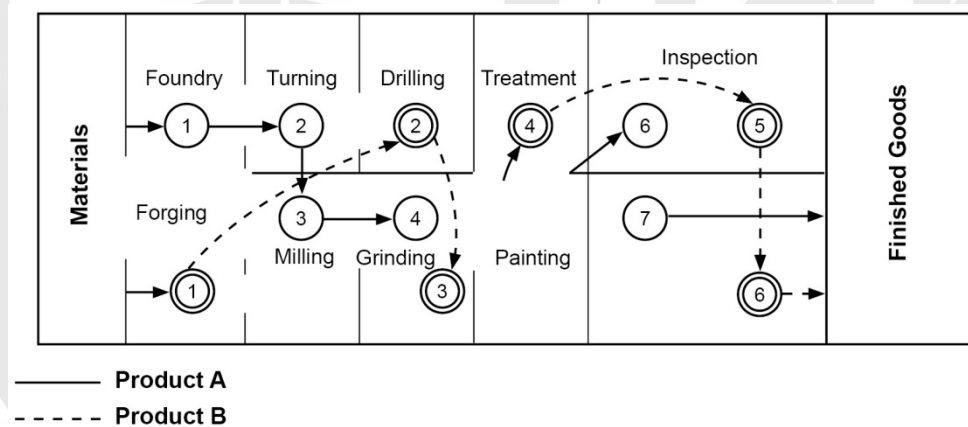 Inspection
Foundry Turning Drilling Treatment
1 2 2 4 6 5
Materials
Finished Goods
Forging
3 4 7
Milling Grinding Painting
1 3 6
Product A
Product B